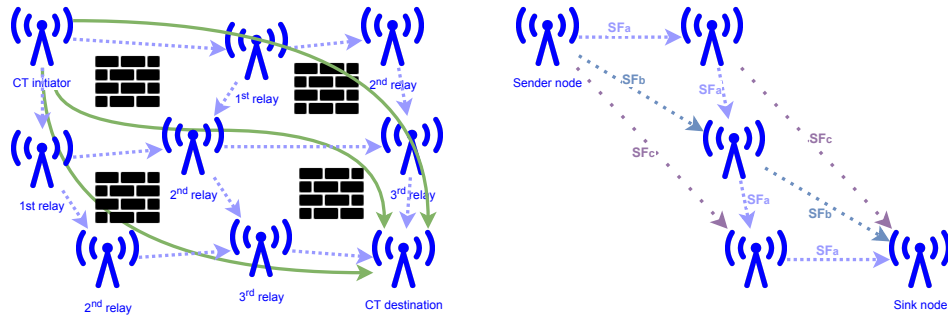 CT initiator
1st relay
2nd relay
1st relay
2nd relay
3rd relay
2nd relay
3rd relay
CT destination
SFa
Sender node
SFb
SFa
SFc
SFc
SFa
SFb
SFa
Sink node